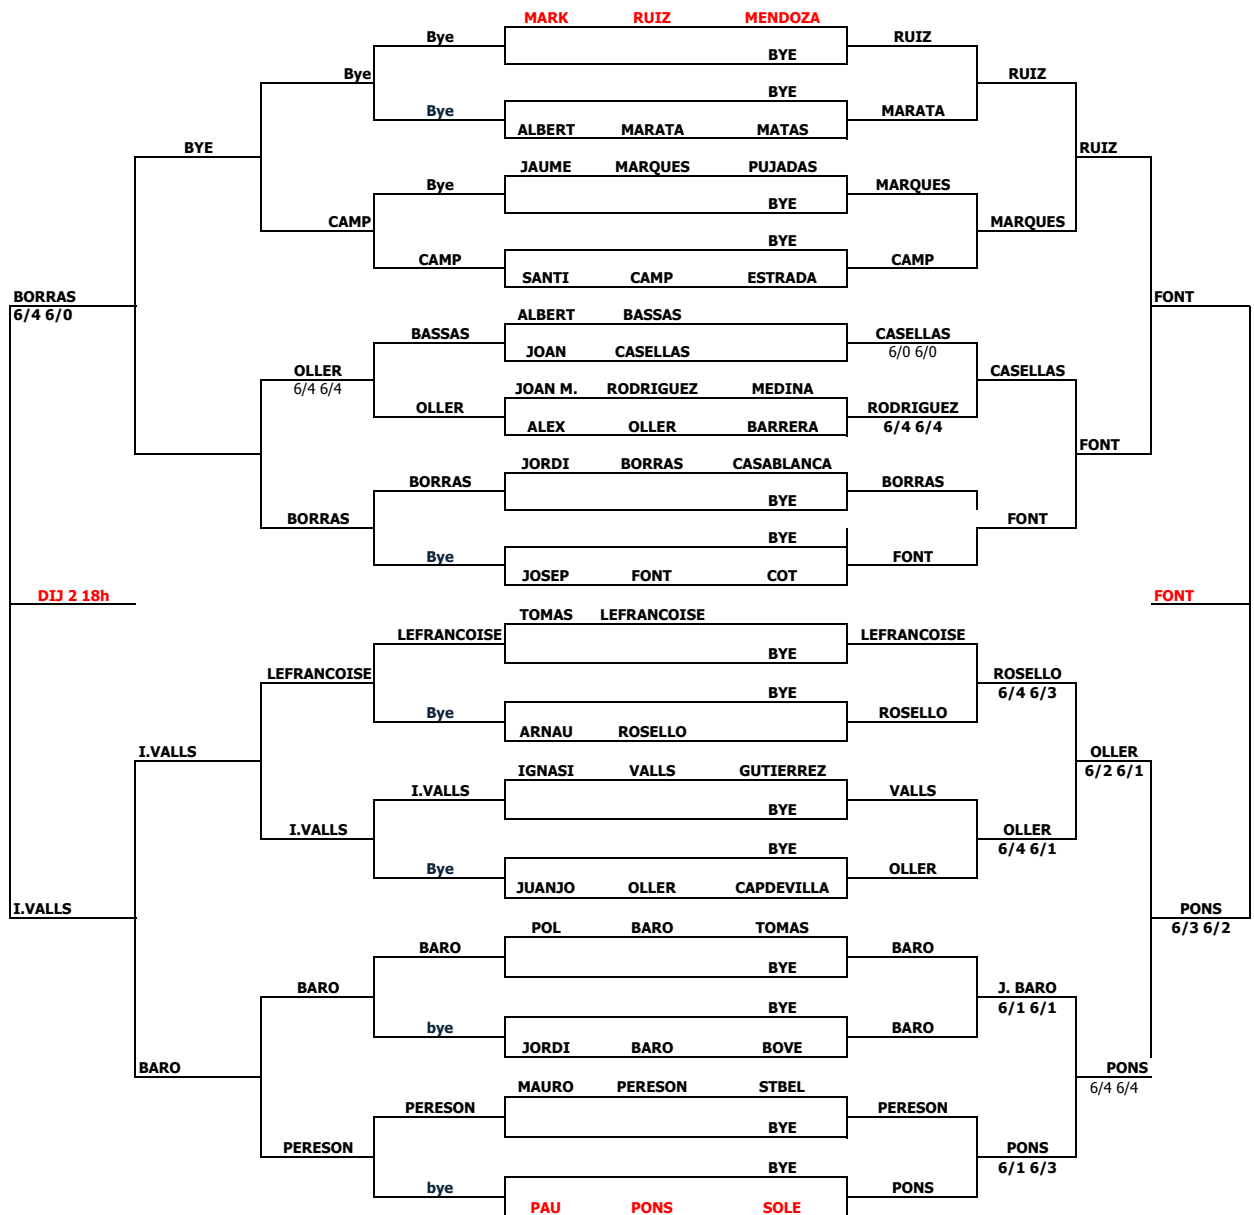 MARK RUIZ MENDOZA
Bye RUIZ
BYE
Bye RUIZ
BYE
Bye MARATA
ALBERT MARATA MATAS
BYE RUIZ
JAUME MARQUES PUJADAS
Bye MARQUES
BYE
CAMP MARQUES
BYE
CAMP CAMP
SANTI CAMP ESTRADA
BORRAS FONT
6/4 6/0
ALBERT BASSAS
BASSAS CASELLAS
JOAN CASELLAS 6/0 6/0
OLLER CASELLAS
6/4 6/4
JOAN M. RODRIGUEZ MEDINA
OLLER RODRIGUEZ
ALEX OLLER BARRERA 6/4 6/4
FONT
JORDI BORRAS CASABLANCA
BORRAS BORRAS
BYE
BORRAS FONT
BYE
Bye FONT
JOSEP FONT COT
DIJ 2 18h FONT
TOMAS LEFRANCOISE
LEFRANCOISE LEFRANCOISE
BYE
LEFRANCOISE ROSELLO
6/4 6/3
BYE
Bye ROSELLO
ARNAU ROSELLO
I.VALLS OLLER
6/2 6/1
IGNASI VALLS GUTIERREZ
I.VALLS VALLS
BYE
I.VALLS OLLER
6/4 6/1
BYE
Bye OLLER
JUANJO OLLER CAPDEVILLA
I.VALLS PONS
6/3 6/2
POL BARO TOMAS
BARO BARO
BYE
BARO J. BARO
6/1 6/1
BYE
bye BARO
JORDI BARO BOVE
BARO PONS
6/4 6/4
MAURO PERESON STBEL
PERESON PERESON
BYE
PERESON PONS
6/1 6/3
BYE
bye PONS
PAU PONS SOLE